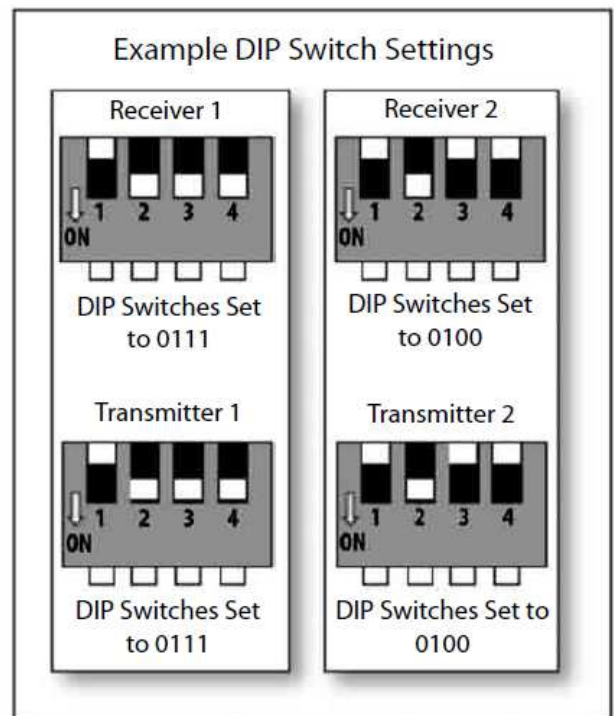 Example DIP Switch Settings
Receiver 1
1 2 3 4
ON
DIP Switches Set
to 0111
Receiver 2
1 2 3 4
ON
DIP Switches Set
to 0100
Transmitter 1
1 2 3 4
ON
DIP Switches Set
to 0111
Transmitter 2
1 2 3 4
ON
DIP Switches Set to
0100